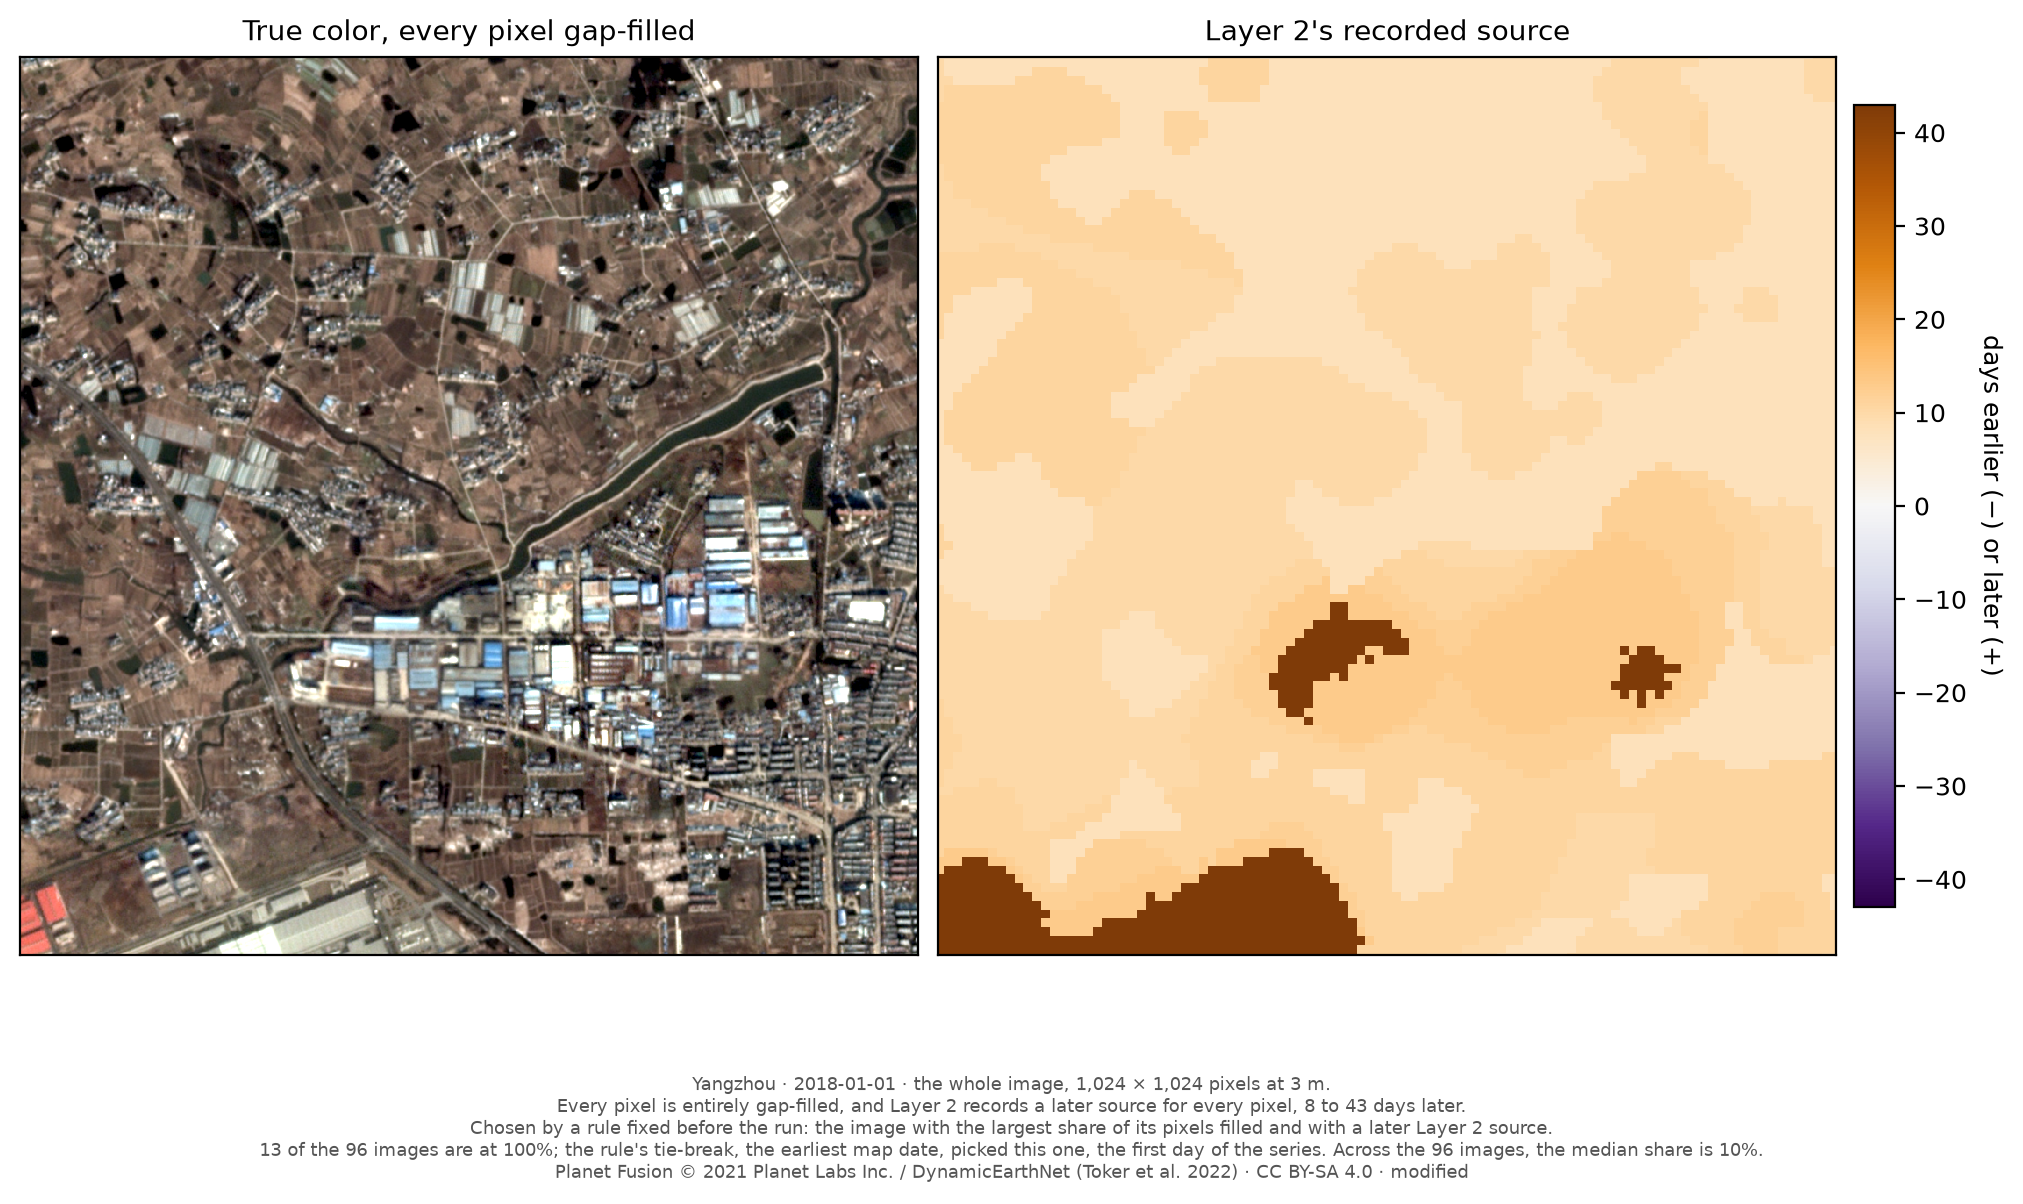 True color, every pixel gap-filled
Layer 2's recorded source
40
30
20
10
0
−10
−20
−30
−40
days earlier (−) or later (+)
Yangzhou · 2018-01-01 · the whole image, 1,024 × 1,024 pixels at 3 m.
Every pixel is entirely gap-filled, and Layer 2 records a later source for every pixel, 8 to 43 days later.
Chosen by a rule fixed before the run: the image with the largest share of its pixels filled and with a later Layer 2 source.
13 of the 96 images are at 100%; the rule's tie-break, the earliest map date, picked this one, the first day of the series. Across the 96 images, the median share is 10%.
Planet Fusion © 2021 Planet Labs Inc. / DynamicEarthNet (Toker et al. 2022) · CC BY-SA 4.0 · modified